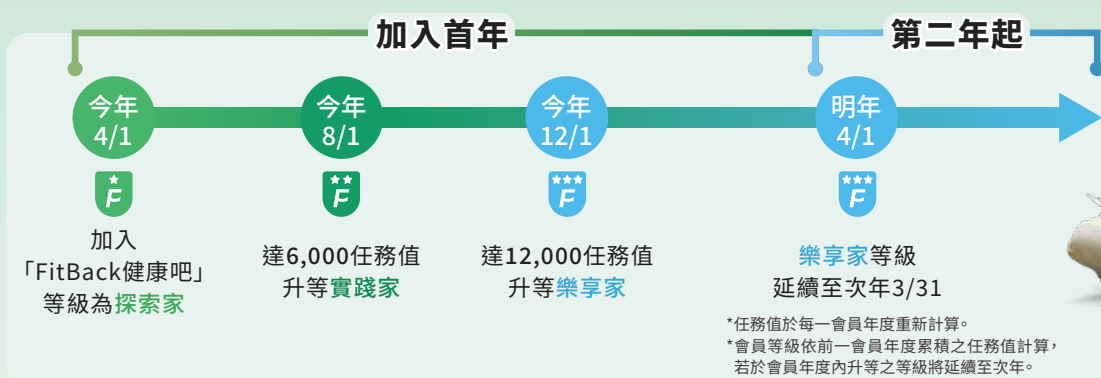 加入首年
第二年起
今年
4/1
今年
8/1
今年
12/1
明年
4/1
F
F
F
F
加入
「FitBack健康吧」
等級為探索家
達6,000任務值
升等實踐家
達12,000任務值
升等樂享家
樂享家等級
延續至次年3/31
*任務值於每一會員年度重新計算。
*會員等級依前一會員年度累積之任務值計算，
若於會員年度內升等之等級將延續至次年。